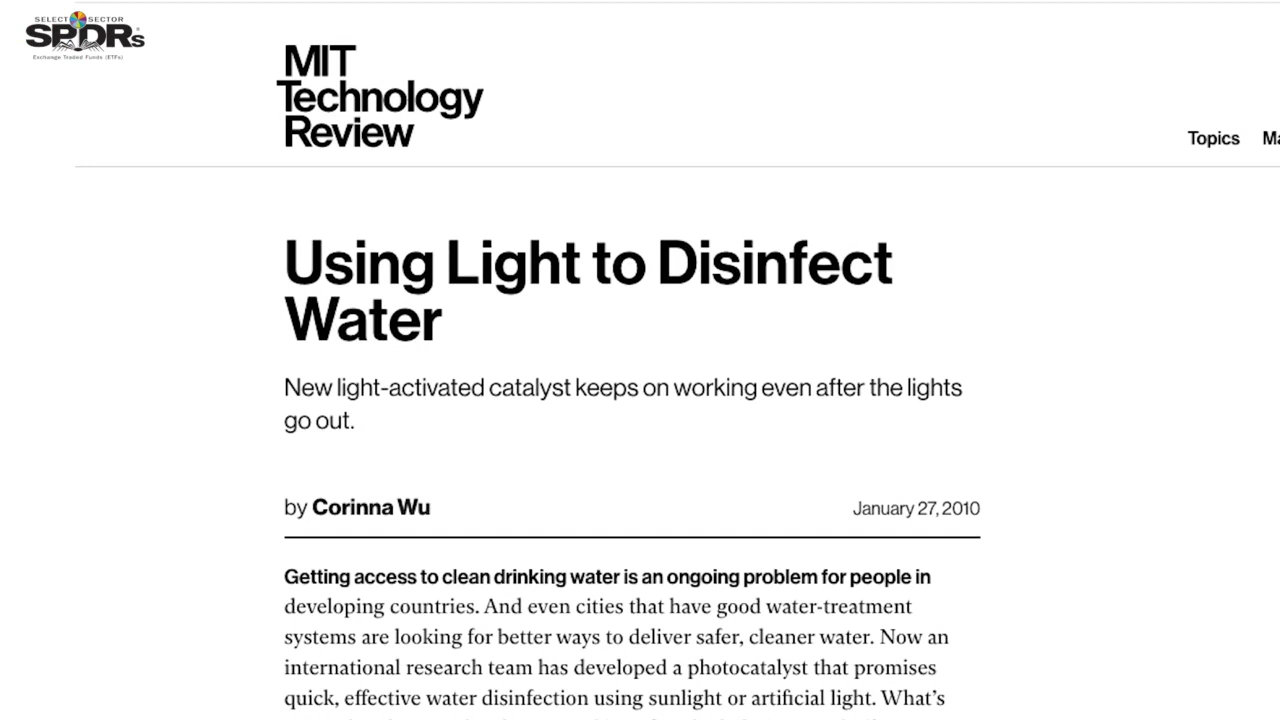 SELECT SECTOR
SPDRs
Exchange Traded Funds (ETFs)
MIT
Technology
Review
Topics
Using Light to Disinfect
Water
New light-activated catalyst keeps on working even after the lights
go out.
by Corinna Wu
January 27, 2010
Getting access to clean drinking water is an ongoing problem for people in
developing countries. And even cities that have good water-treatment
systems are looking for better ways to deliver safer, cleaner water. Now an
international research team has developed a photocatalyst that promises
quick, effective water disinfection using sunlight or artificial light. What’s